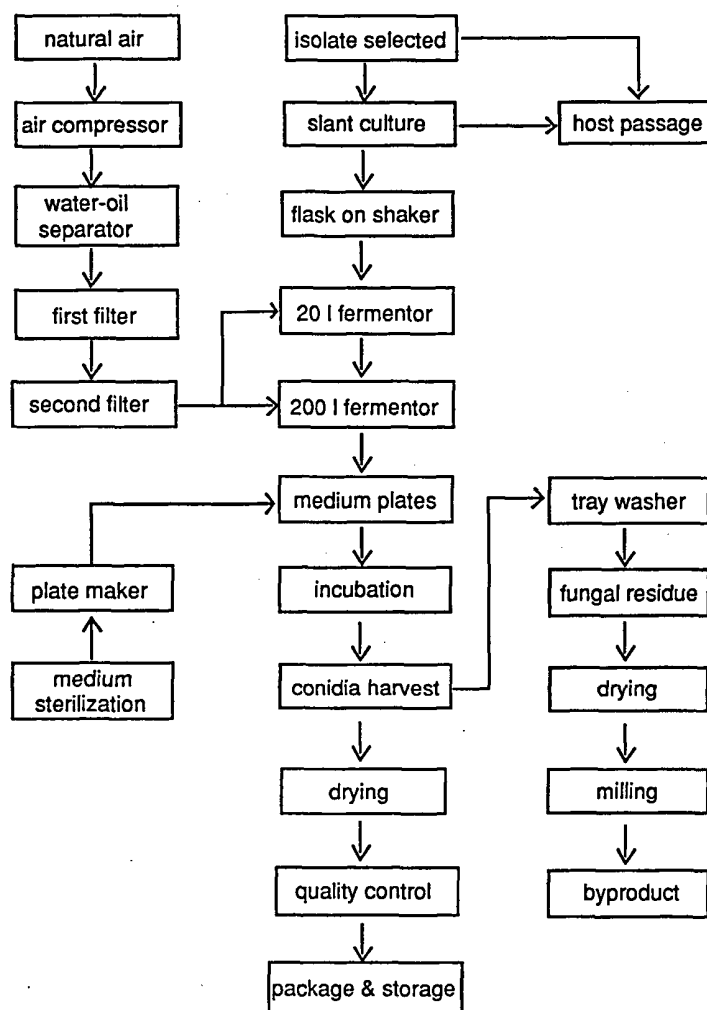 natural air
air compressor
water-oil
separator
first filter
second filter
plate maker
medium
sterilization
isolate selected
slant culture
flask on shaker
20 l fermentor
200 l fermentor
medium plates
incubation
conidia harvest
drying
quality control
package & storage
host passage
tray washer
fungal residue
drying
milling
byproduct